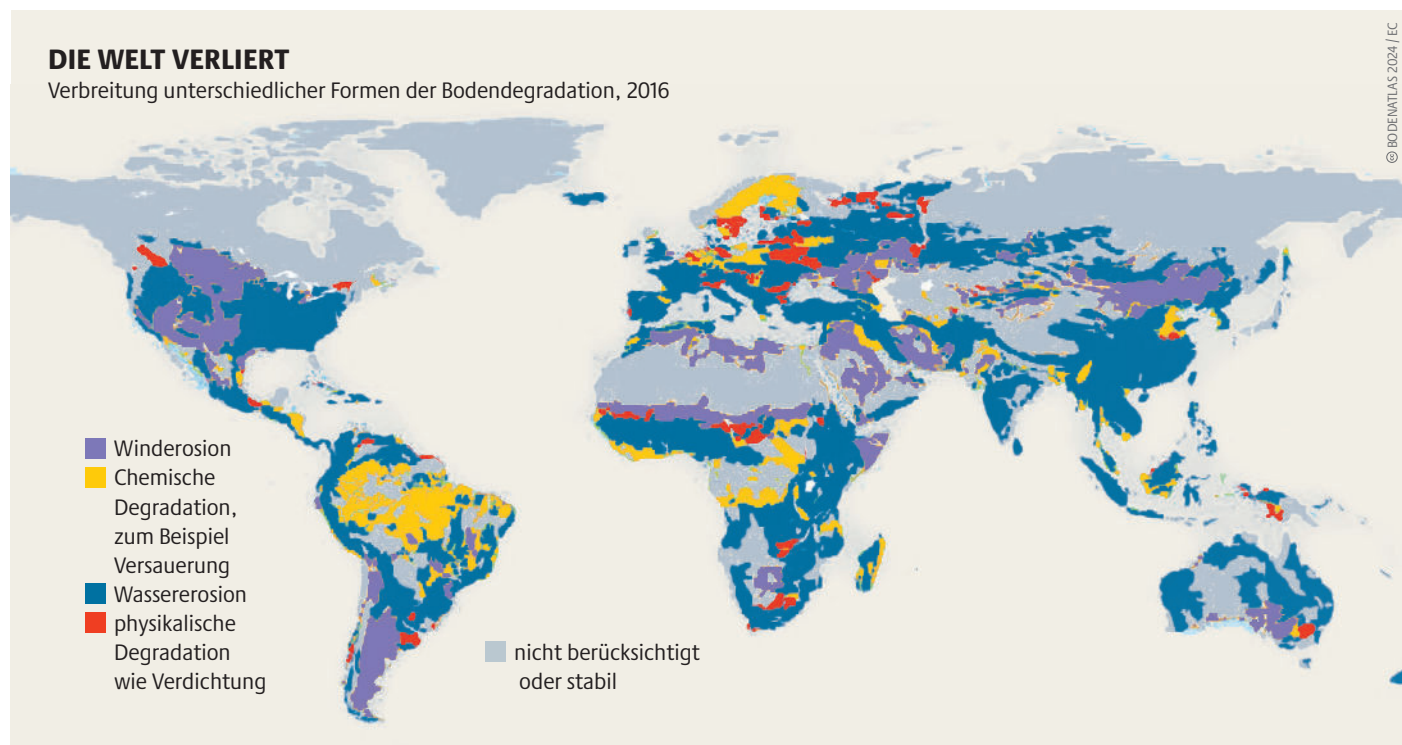 DIE WELT VERLIERT
Verbreitung unterschiedlicher Formen der Bodendegradation, 2016
© BODENATLAS 2024 / EC
Winderosion
Chemische
Degradation,
zum Beispiel
Versauerung
Wassererosion
physikalische
Degradation
wie Verdichtung
nicht berücksichtigt
oder stabil